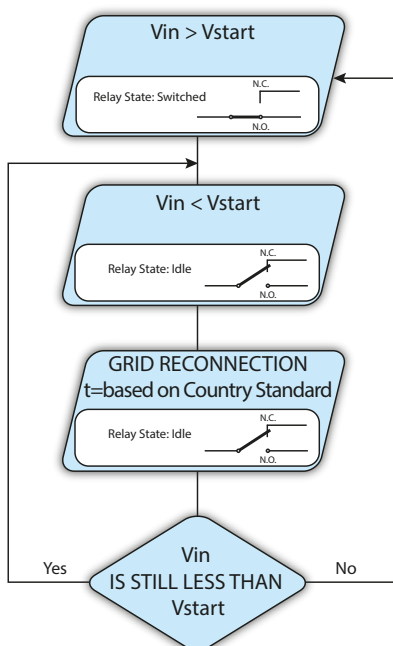 Vin > Vstart
N.C.
Relay State: Switched
N.O.
Vin < Vstart
N.C.
Relay State: Idle
N.O.
GRID RECONNECTION
t=based on Country Standard
N.C.
Relay State: Idle
N.O.
Vin
Yes
IS STILL LESS THAN
No
Vstart